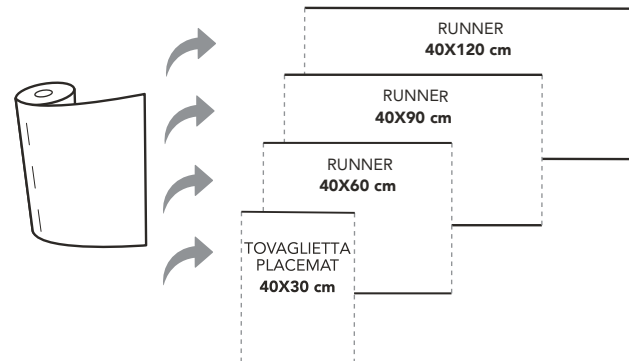 RUNNER
40X120 cm
RUNNER
40X90 cm
RUNNER
40X60 cm
TOVAGLIETTA
PLACEMAT
40X30 cm